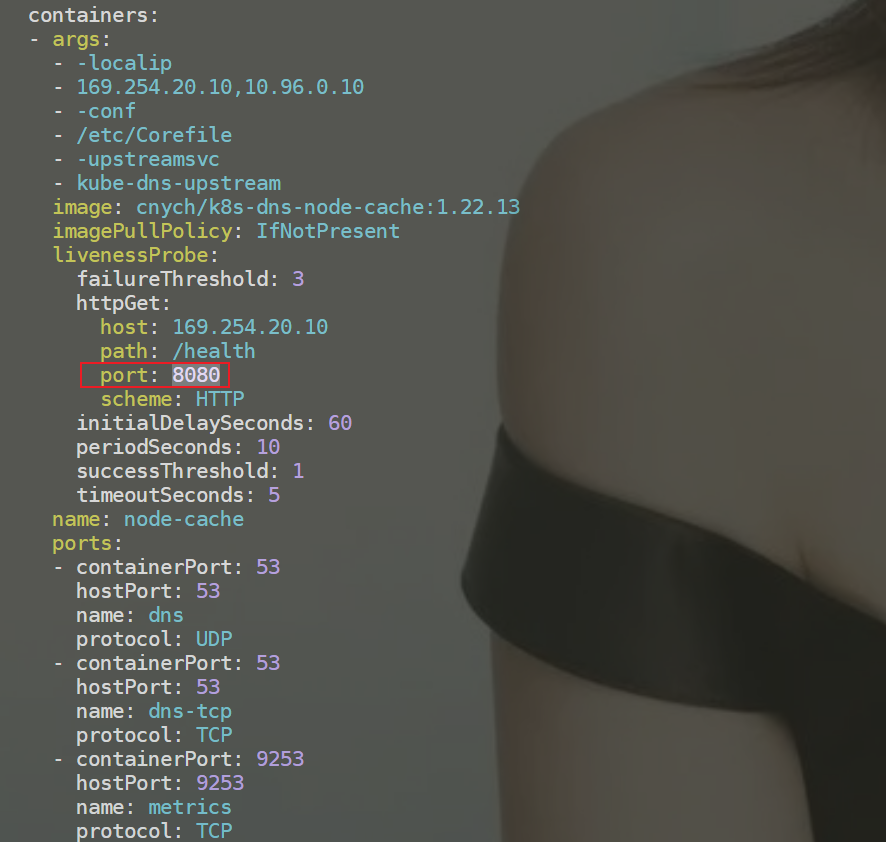 containers:
- args:
- -localip
- 169.254.20.10,10.96.0.10
- -conf
- /etc/Corefile
- -upstreamsvc
- kube-dns-upstream
image: cnych/k8s-dns-node-cache:1.22.13
imagePullPolicy: IfNotPresent
livenessProbe:
failureThreshold: 3
httpGet:
host: 169.254.20.10
path: /health
port: 8080
scheme: HTTP
initialDelaySeconds: 60
periodSeconds: 10
successThreshold: 1
timeoutSeconds: 5
name: node-cache
ports:
- containerPort: 53
hostPort: 53
name: dns
protocol: UDP
- containerPort: 53
hostPort: 53
name: dns-tcp
protocol: TCP
- containerPort: 9253
hostPort: 9253
name: metrics
protocol: TCP